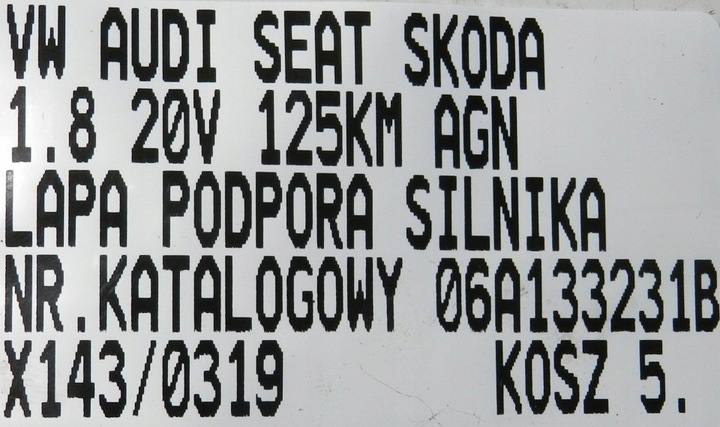 VW AUDI SEAT SKODA
1.8 20V 125KM AGN
LAPA PODPORA SILNIKA
NR.KATALOGOWY 06A133231B
X143/0319 KOSZ 5.